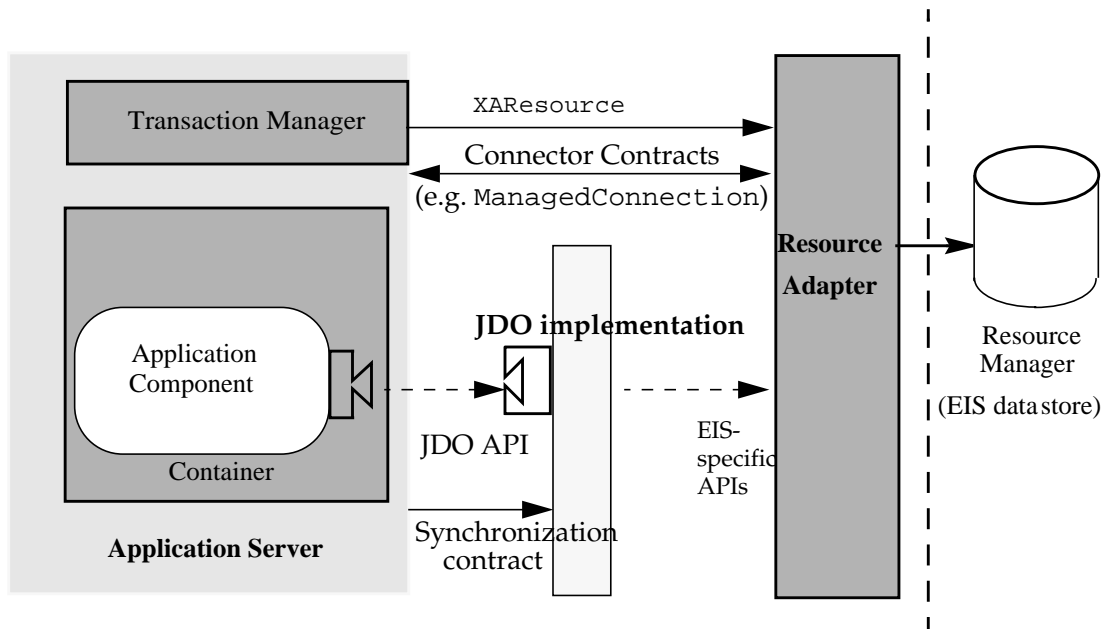 Transaction Manager
XAResource
Connector Contracts
(e.g. ManagedConnection)
Resource
Adapter
JDO implementation
Application
Component
Resource
Manager
(EIS data store)
JDO API
EIS-
specific
APIs
Container
Synchronization
contract
Application Server